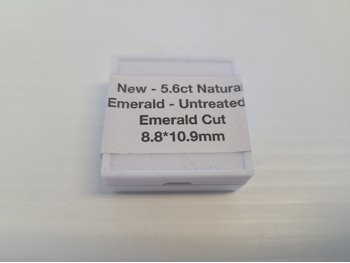 New - 5.6ct Natural
Emerald - Untreated
Emerald Cut
8.8*10.9mm